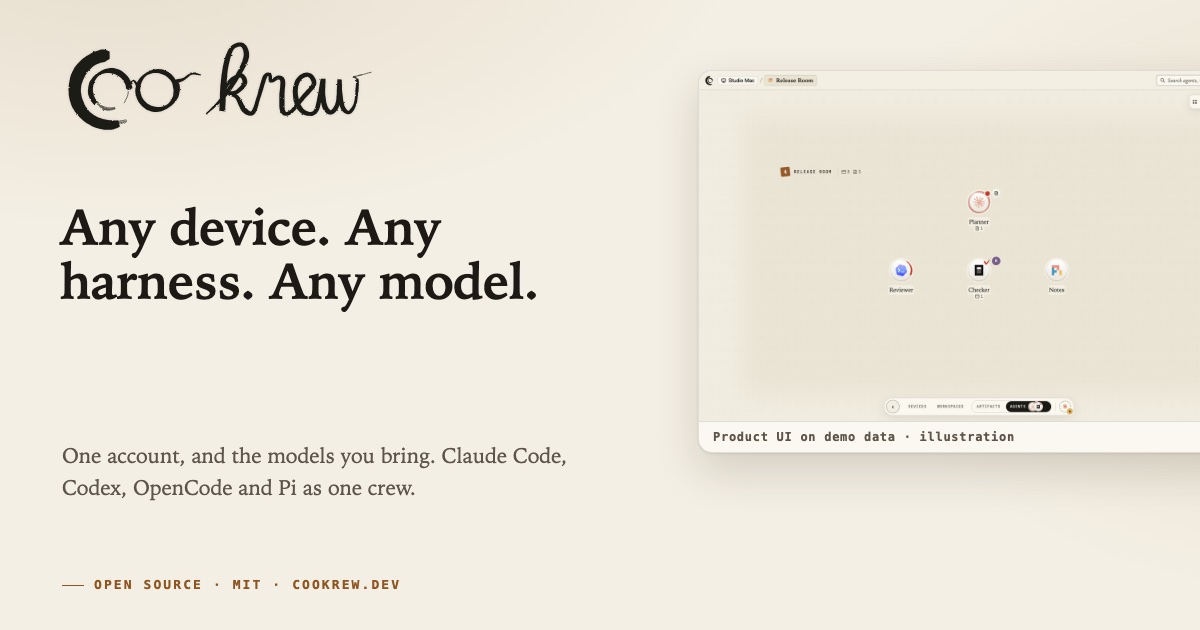 Coo krew
Any device. Any
harness. Any model.
One account, and the models you bring. Claude Code,
Codex, OpenCode and Pi as one crew.
OPEN SOURCE · MIT · COOKREW.DEV
Studio Mac / Release Room
Search agents,
RELEASE ROOM
Planner
1
Reviewer
Checker
1
Notes
DEVICES WORKSPACES ARTIFACTS AGENTS
Product UI on demo data · illustration